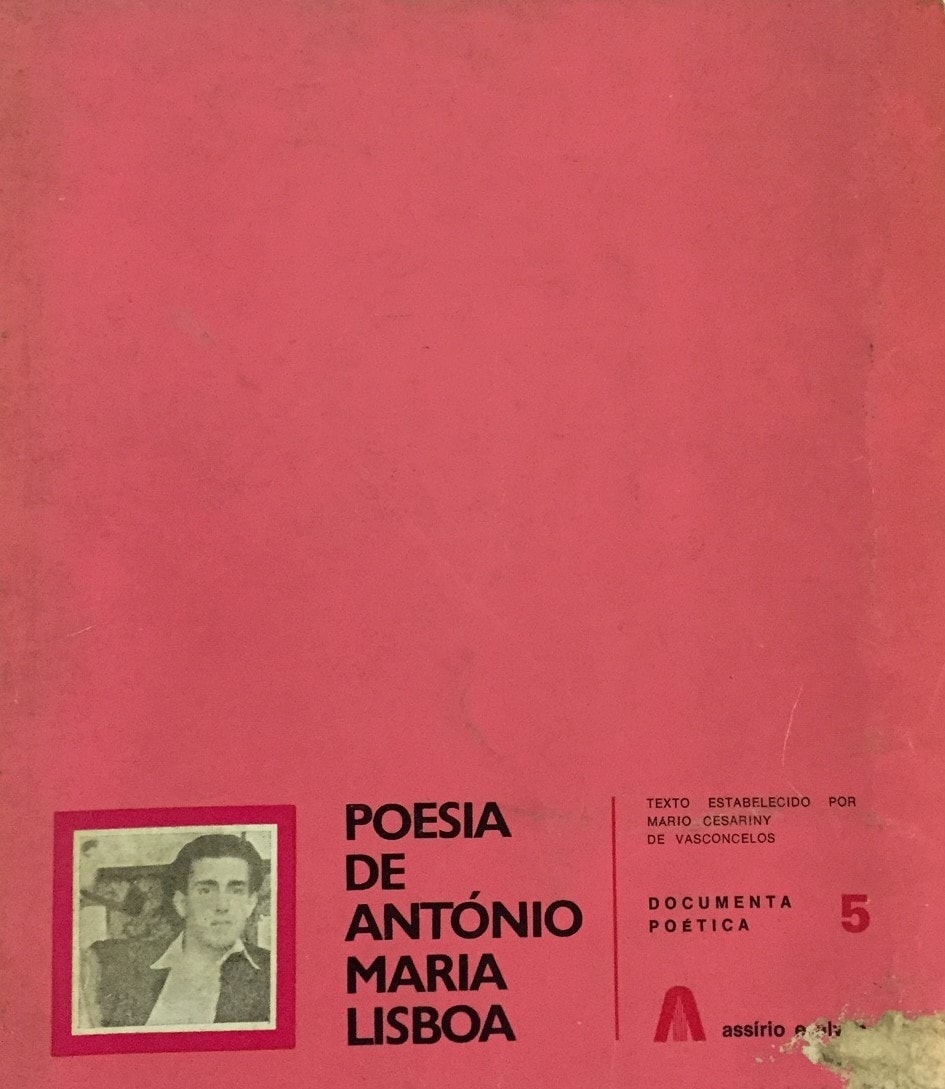 POESIA
DE
ANTÓNIO
MARIA
LISBOA
TEXTO ESTABELECIDO POR
MARIO CESARINY
DE VASCONCELOS
DOCUMENTA
POÉTICA
5
assírio e